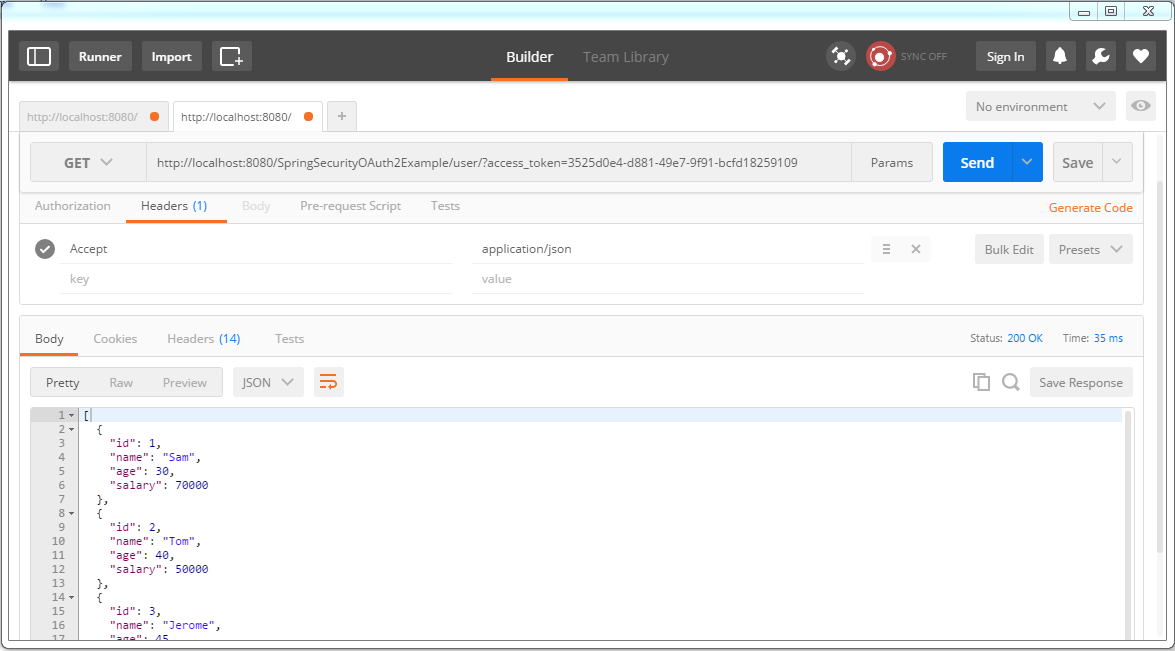 Runner
Import
Builder
Team Library
SYNC OFF
Sign In
http://localhost:8080/
http://localhost:8080/
+
No environment
GET
http://localhost:8080/SpringSecurityOAuth2Example/user/?access_token=3525d0e4-d881-49e7-9f91-bcfd18259109
Params
Send
Save
Authorization
Headers (1)
Body
Pre-request Script
Tests
Generate Code
Accept
application/json
Bulk Edit
Presets
key
value
Body
Cookies
Headers (14)
Tests
Status: 200 OK
Time: 35 ms
Pretty
Raw
Preview
JSON
Save Response
1 [
2 {
3 "id": 1,
4 "name": "Sam",
5 "age": 30,
6 "salary": 70000
7 },
8 {
9 "id": 2,
10 "name": "Tom",
11 "age": 40,
12 "salary": 50000
13 },
14 {
15 "id": 3,
16 "name": "Jerome",
17 "age": 45